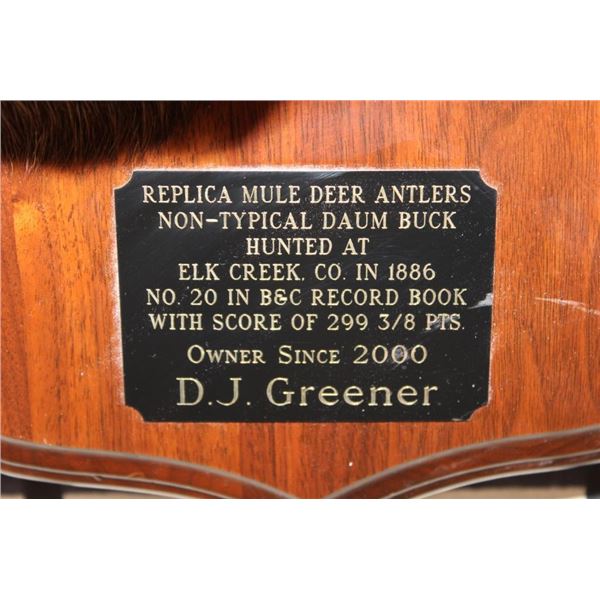 REPLICA MULE DEER ANTLERS
NON-TYPICAL DAUM BUCK
HUNTED AT
ELK CREEK. CO. IN 1886
NO. 20 IN B&C RECORD BOOK
WITH SCORE OF 299 3/8 PTS.
OWNER SINCE 2000
D.J. Greener